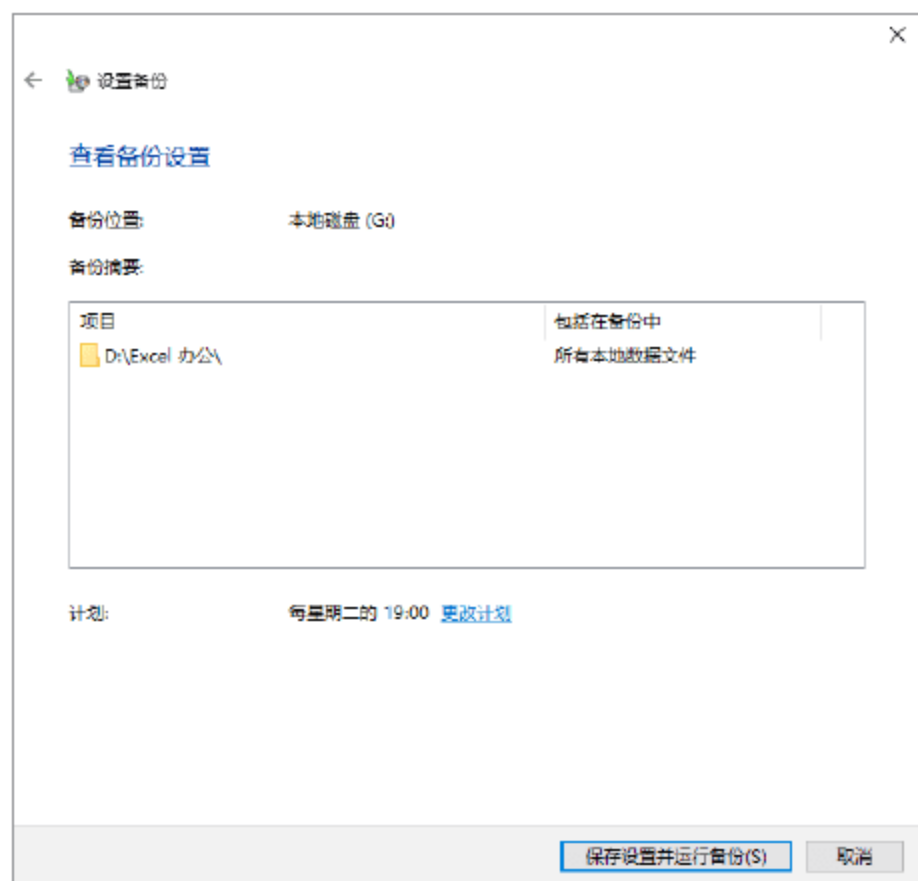 设置备份
查看备份设置
备份位置: 本地磁盘 (G:)
备份摘要:
项目 包括在备份中
D:\Excel 办公\ 所有本地数据文件
计划: 每星期二的 19:00 更改计划
保存设置并运行备份(S) 取消